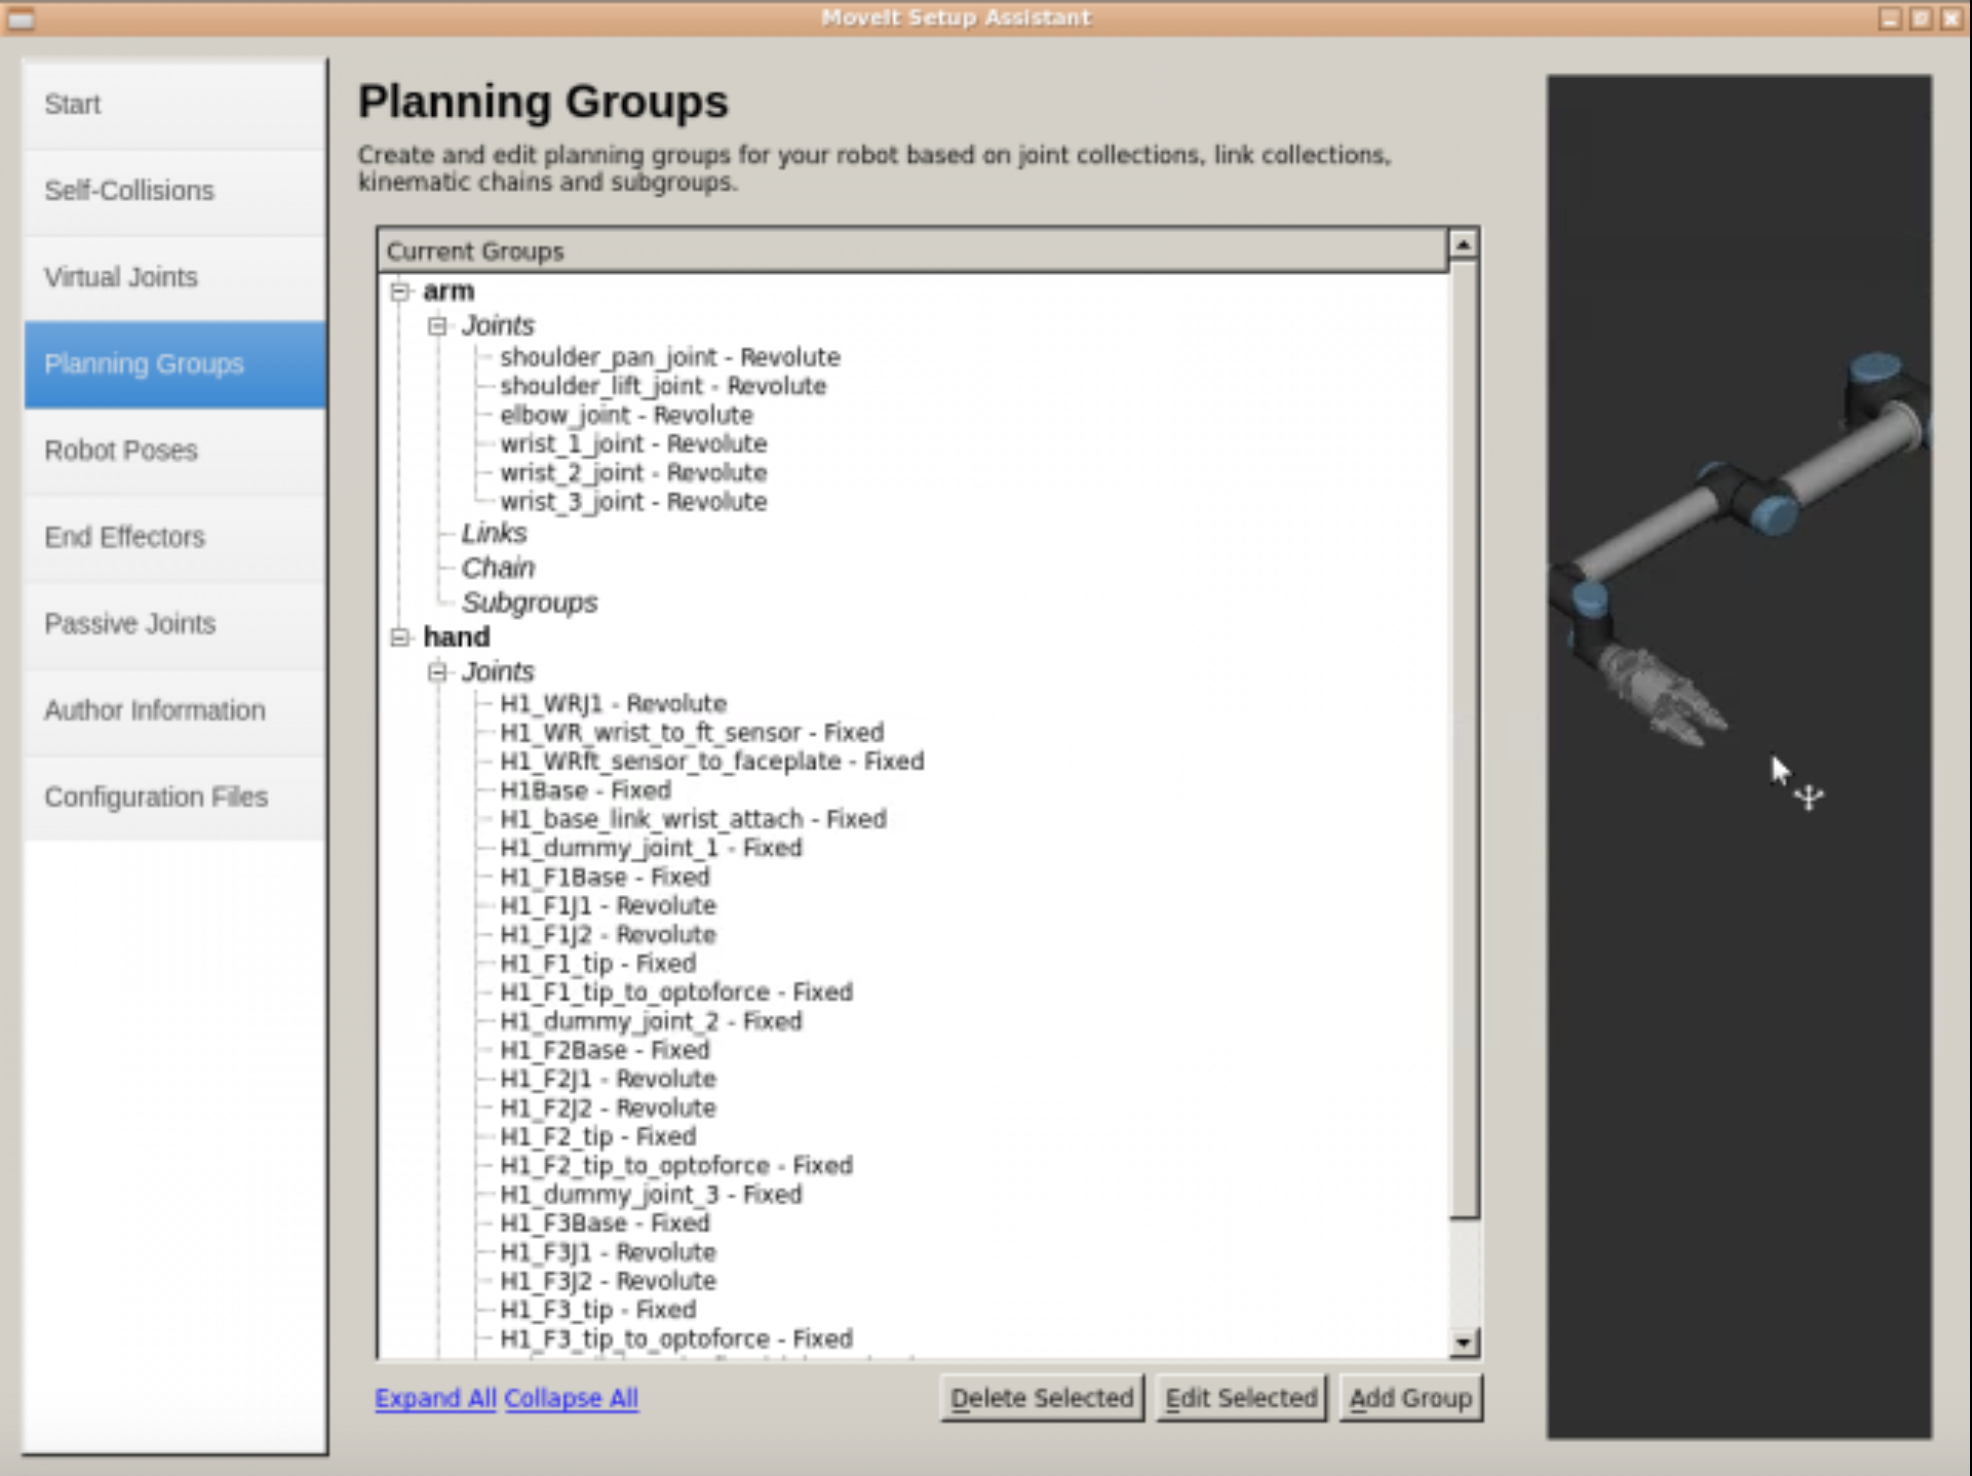 MoveIt Setup Assistant
Start
Self-Collisions
Virtual Joints
Planning Groups
Robot Poses
End Effectors
Passive Joints
Author Information
Configuration Files
Planning Groups
Create and edit planning groups for your robot based on joint collections, link collections,
kinematic chains and subgroups.
Current Groups
arm
Joints
shoulder_pan_joint - Revolute
shoulder_lift_joint - Revolute
elbow_joint - Revolute
wrist_1_joint - Revolute
wrist_2_joint - Revolute
wrist_3_joint - Revolute
Links
Chain
Subgroups
hand
Joints
H1_WRJ1 - Revolute
H1_WR_wrist_to_ft_sensor - Fixed
H1_WRft_sensor_to_faceplate - Fixed
H1Base - Fixed
H1_base_link_wrist_attach - Fixed
H1_dummy_joint_1 - Fixed
H1_F1Base - Fixed
H1_F1J1 - Revolute
H1_F1J2 - Revolute
H1_F1_tip - Fixed
H1_F1_tip_to_optoforce - Fixed
H1_dummy_joint_2 - Fixed
H1_F2Base - Fixed
H1_F2J1 - Revolute
H1_F2J2 - Revolute
H1_F2_tip - Fixed
H1_F2_tip_to_optoforce - Fixed
H1_dummy_joint_3 - Fixed
H1_F3Base - Fixed
H1_F3J1 - Revolute
H1_F3J2 - Revolute
H1_F3_tip - Fixed
H1_F3_tip_to_optoforce - Fixed
Expand All Collapse All
Delete Selected
Edit Selected
Add Group